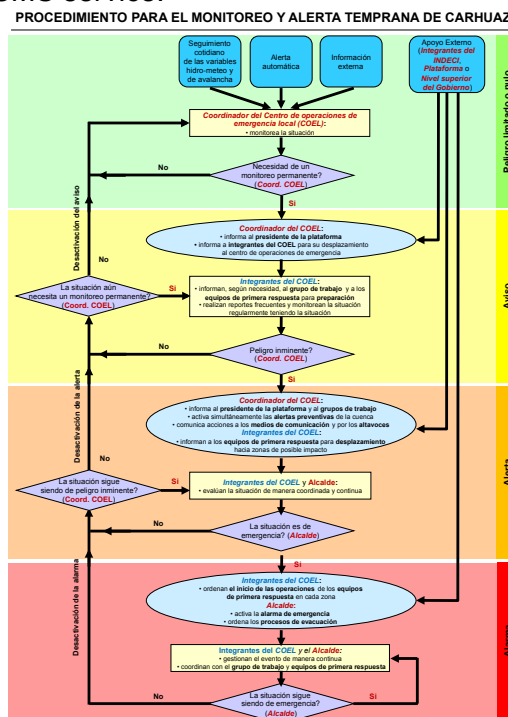 PROCEDIMIENTO PARA EL MONITOREO Y ALERTA TEMPRANA DE CARHUAZ
Seguimiento
cotidiano
de las variables
hidro-meteo y
de avalancha
Alerta
automática
Información
externa
Apoyo Externo
(Integrantes del
INDECI,
Plataforma o
Nivel superior
del Gobierno)
Peligro limitado o nulo
Coordinador del Centro de operaciones de
emergencia local (COEL):
• monitorea la situación
No
Necesidad de un
monitoreo permanente?
(Coord. COEL)
Si
Desactivación del aviso
Coordinador del COEL:
• informa al presidente de la plataforma
• informa a integrantes del COEL para su desplazamiento
al centro de operaciones de emergencia
Aviso
No
La situación aún
necesita un monitoreo permanente?
(Coord. COEL)
Si
Integrantes del COEL:
• informan, según necesidad, al grupo de trabajo y a los
equipos de primera respuesta para preparación
• realizan reportes frecuentes y monitorean la situación
regularmente teniendo la situación
No
Peligro inminente?
(Coord. COEL)
Si
Desactivación de la alerta
Coordinador del COEL:
• informa al presidente de la plataforma y al grupos de trabajo
• activa simultáneamente las alertas preventivas de la cuenca
• comunica acciones a los medios de comunicación y por los altavoces
Integrantes del COEL:
• informan a los equipos de primera respuesta para desplazamiento
hacia zonas de posible impacto
Alerta
No
La situación sigue
siendo de peligro inminente?
(Coord. COEL)
Si
Integrantes del COEL y Alcalde:
• evalúan la situación de manera coordinada y continua
No
La situación es de
emergencia? (Alcalde)
Si
Desactivación de la alarma
Integrantes del COEL:
• ordenan el inicio de las operaciones de los equipos
de primera respuesta en cada zona
Alcalde:
• activa la alarma de emergencia
• ordena los procesos de evacuación
Alarma
Integrantes del COEL y el Alcalde:
• gestionan el evento de manera continua
• coordinan con el grupo de trabajo y equipos de primera respuesta
No
La situación sigue
siendo de emergencia?
(Alcalde)
Si